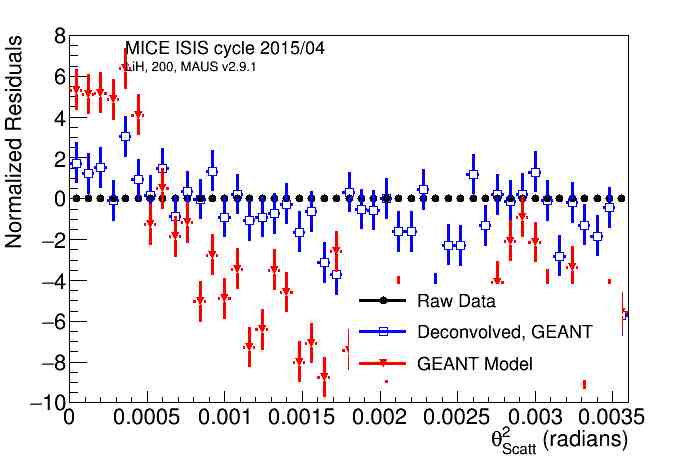 MICE ISIS cycle 2015/04
LiH, 200, MAUS v2.9.1
Normalized Residuals
8
6
4
2
0
−2
−4
−6
−8
−10
Raw Data
Deconvolved, GEANT
GEANT Model
0 0.0005 0.001 0.0015 0.002 0.0025 0.003 0.0035
θ²Scatt (radians)